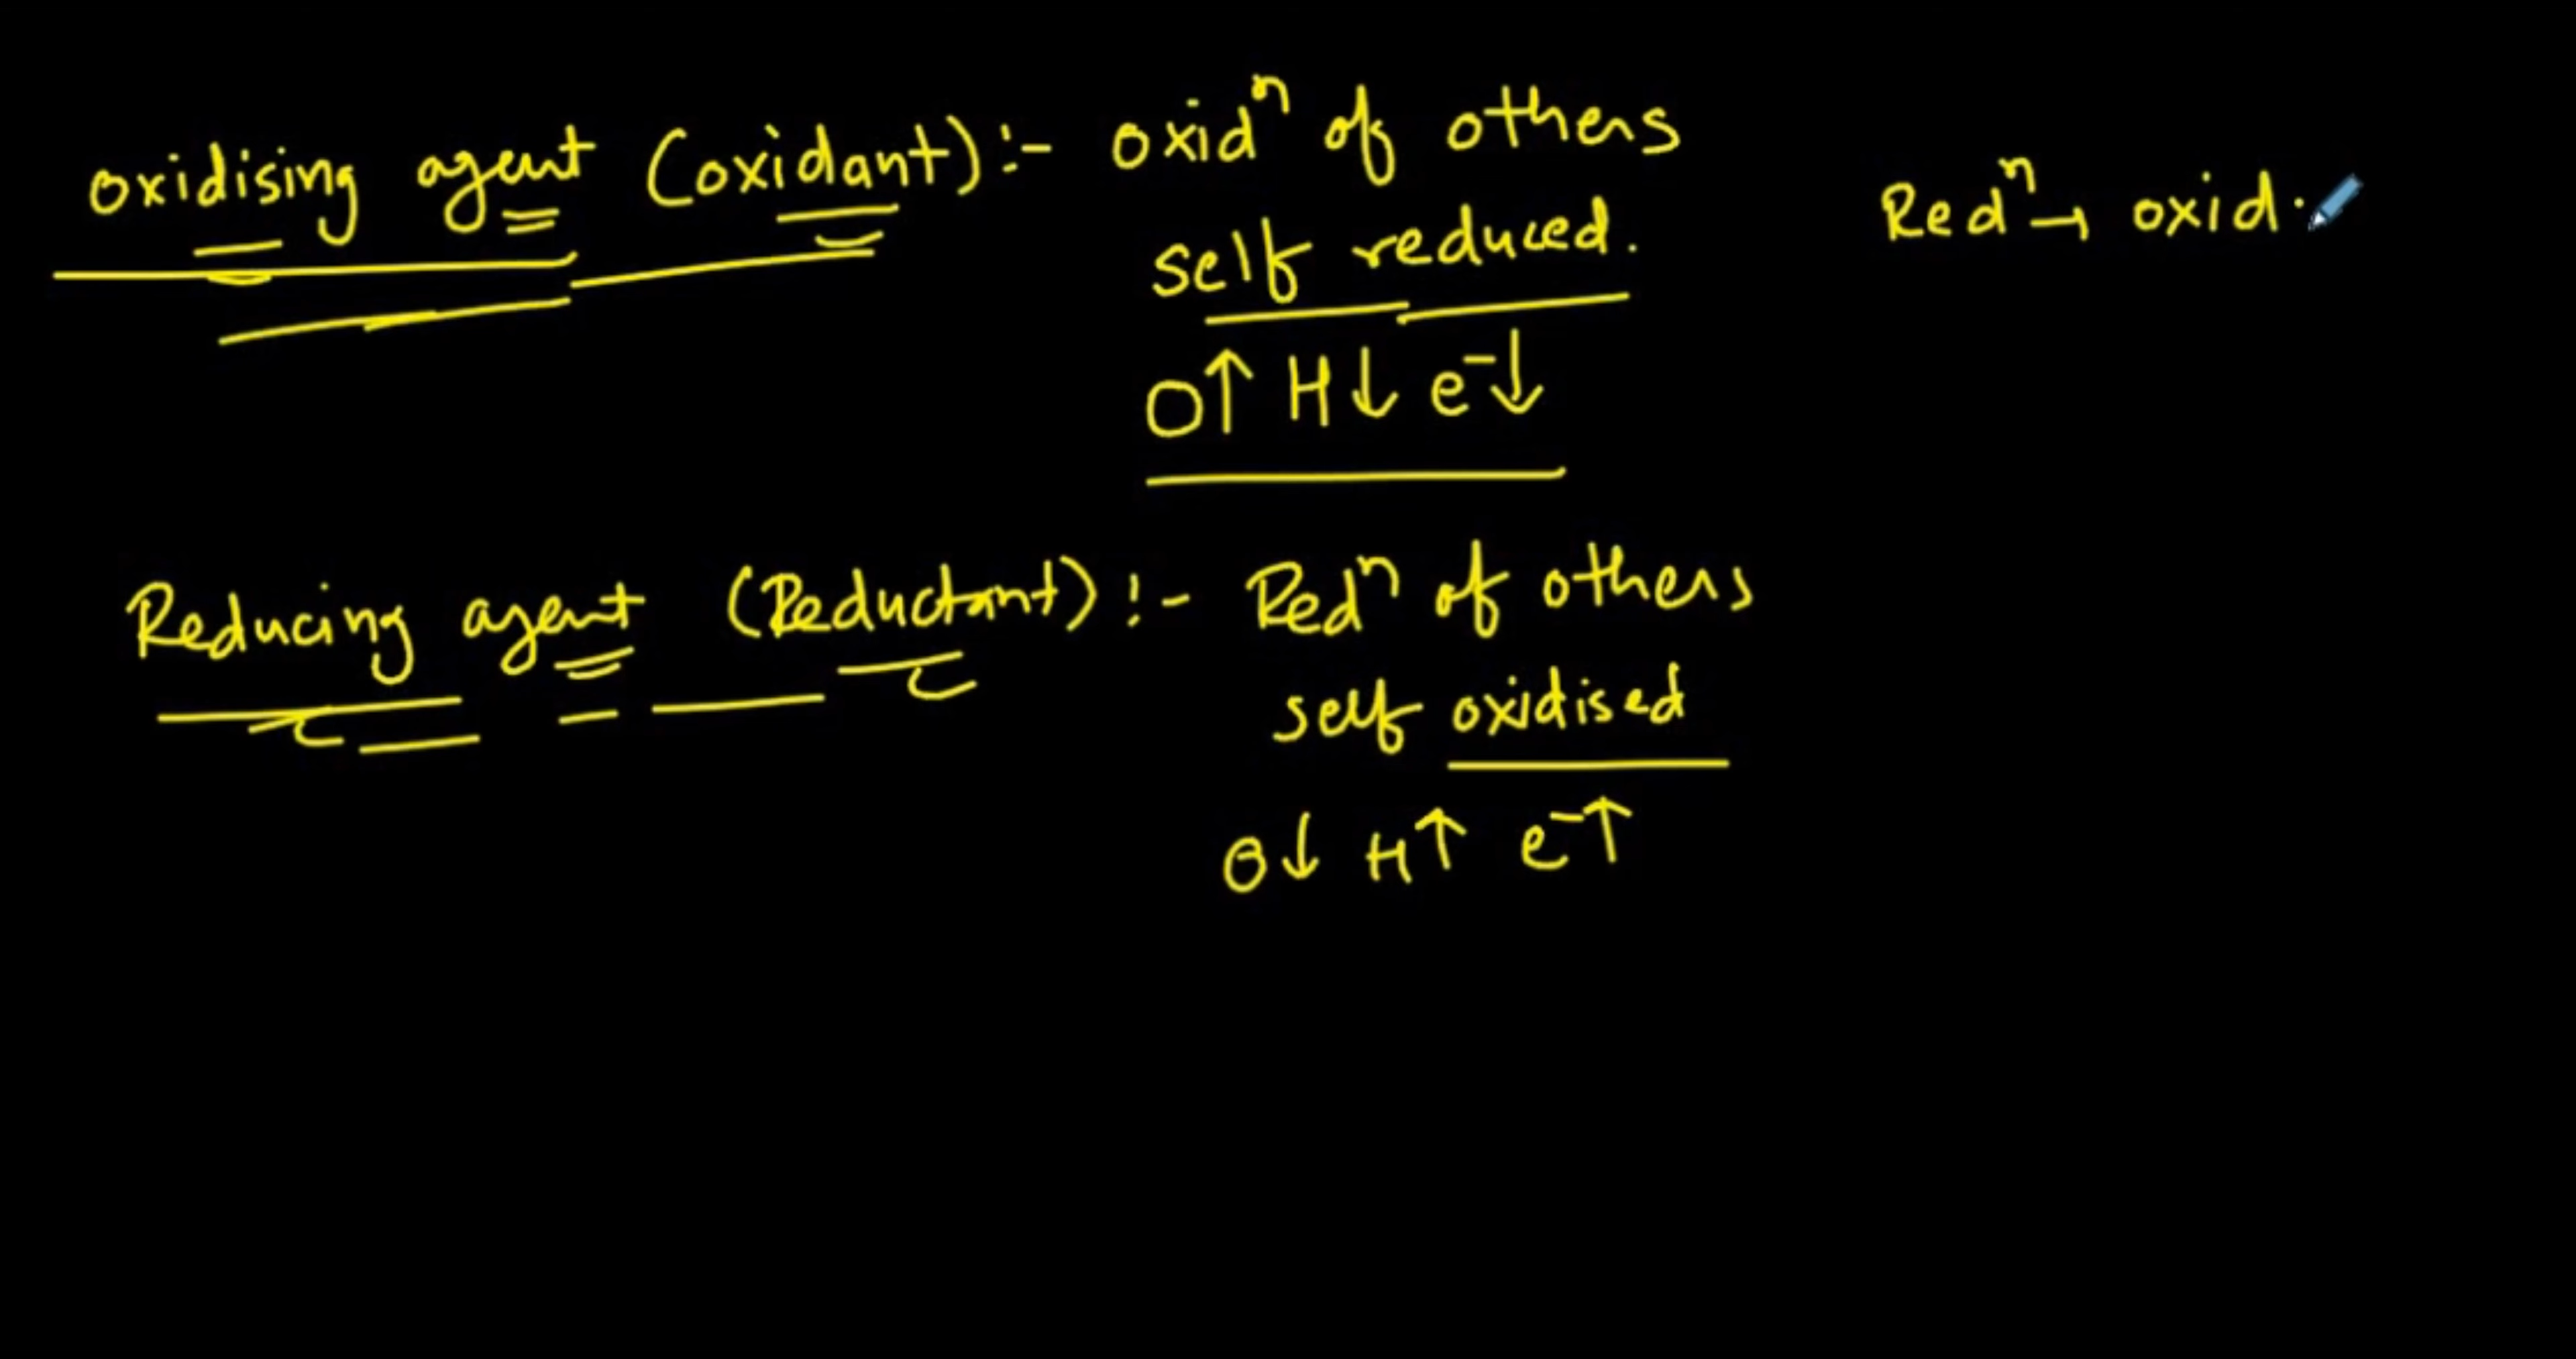 oxidising agent (oxidant) :- oxidⁿ of others
self reduced.
O↑ H↓ e⁻↓
Redⁿ → oxid.
Reducing agent (Reductant) :- Redⁿ of others
self oxidised
O↓ H↑ e⁻↑